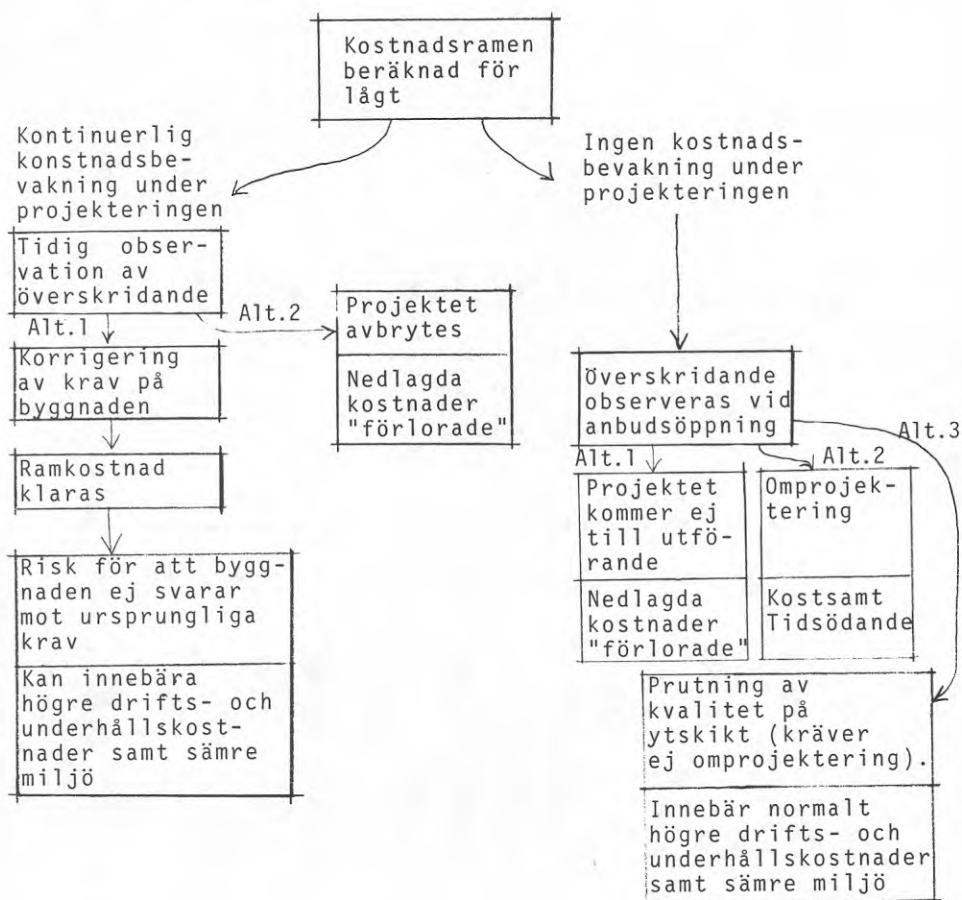 Kostnadsramen
beräknad för
lågt
Kontinuerlig
konstnadsbe-
vakning under
projekteringen
Tidig obser-
vation av
överskridande
Alt.1
Alt.2
Korrigering
av krav på
byggnaden
Ramkostnad
klaras
Risk för att bygg-
naden ej svarar
mot ursprungliga
krav
Kan innebära
högre drifts- och
underhållskost-
nader samt sämre
miljö
Projektet
avbrytes
Nedlagda
kostnader
"förlorade"
Ingen kostnads-
bevakning under
projekteringen
Överskridande
observeras vid
anbudsöppning
Alt.1
Alt.2
Alt.3
Projektet
kommer ej
till utfö-
rande
Nedlagda
kostnader
"förlorade"
Omprojek-
tering
Kostsamt
Tidsödande
Prutning av
kvalitet på
ytskikt (kräver
ej omprojektering).
Innebär normalt
högre drifts- och
underhållskostnader
samt sämre miljö